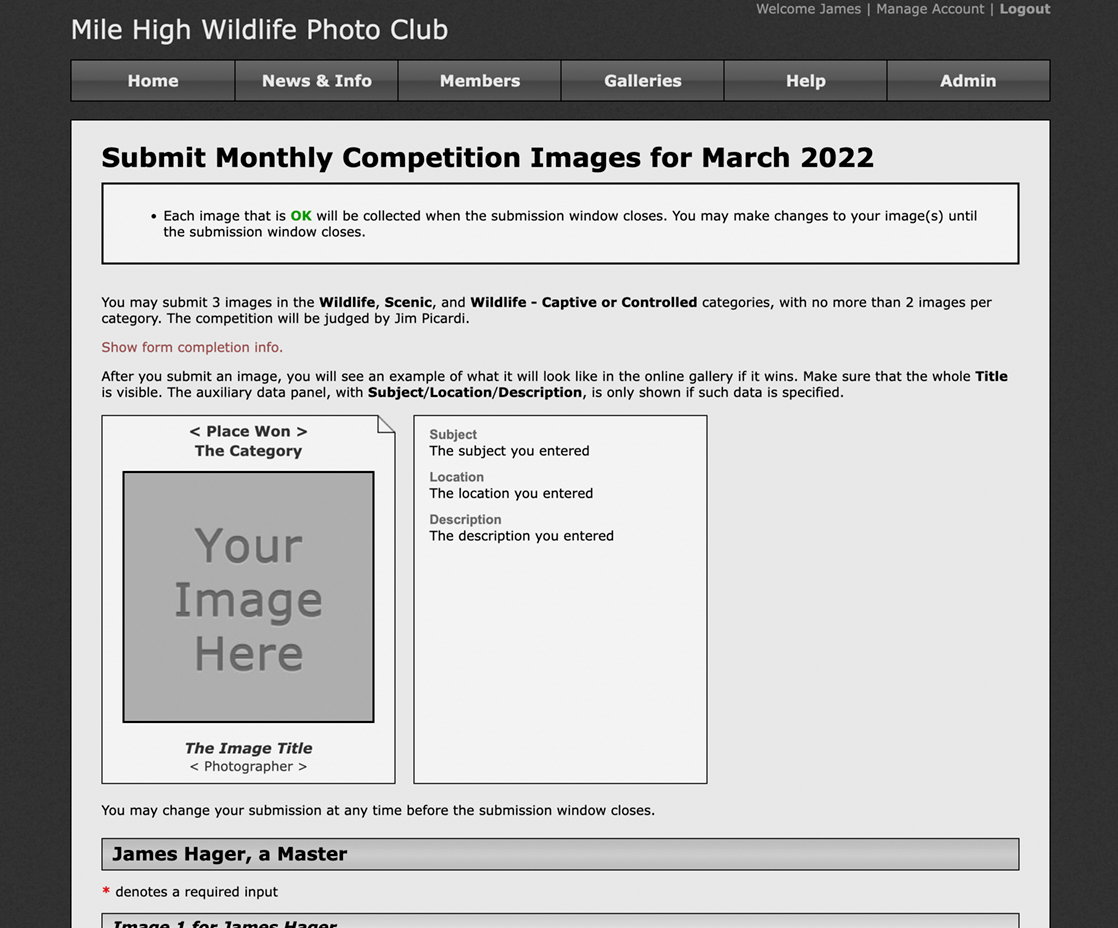 Welcome James | Manage Account | Logout
Mile High Wildlife Photo Club
Home News & Info Members Galleries Help Admin
Submit Monthly Competition Images for March 2022
• Each image that is OK will be collected when the submission window closes. You may make changes to your image(s) until
the submission window closes.
You may submit 3 images in the Wildlife, Scenic, and Wildlife - Captive or Controlled categories, with no more than 2 images per
category. The competition will be judged by Jim Picardi.
Show form completion info.
After you submit an image, you will see an example of what it will look like in the online gallery if it wins. Make sure that the whole Title
is visible. The auxiliary data panel, with Subject/Location/Description, is only shown if such data is specified.
< Place Won >
The Category
Your
Image
Here
The Image Title
< Photographer >
Subject
The subject you entered
Location
The location you entered
Description
The description you entered
You may change your submission at any time before the submission window closes.
James Hager, a Master
* denotes a required input
Image 1 for James Hager